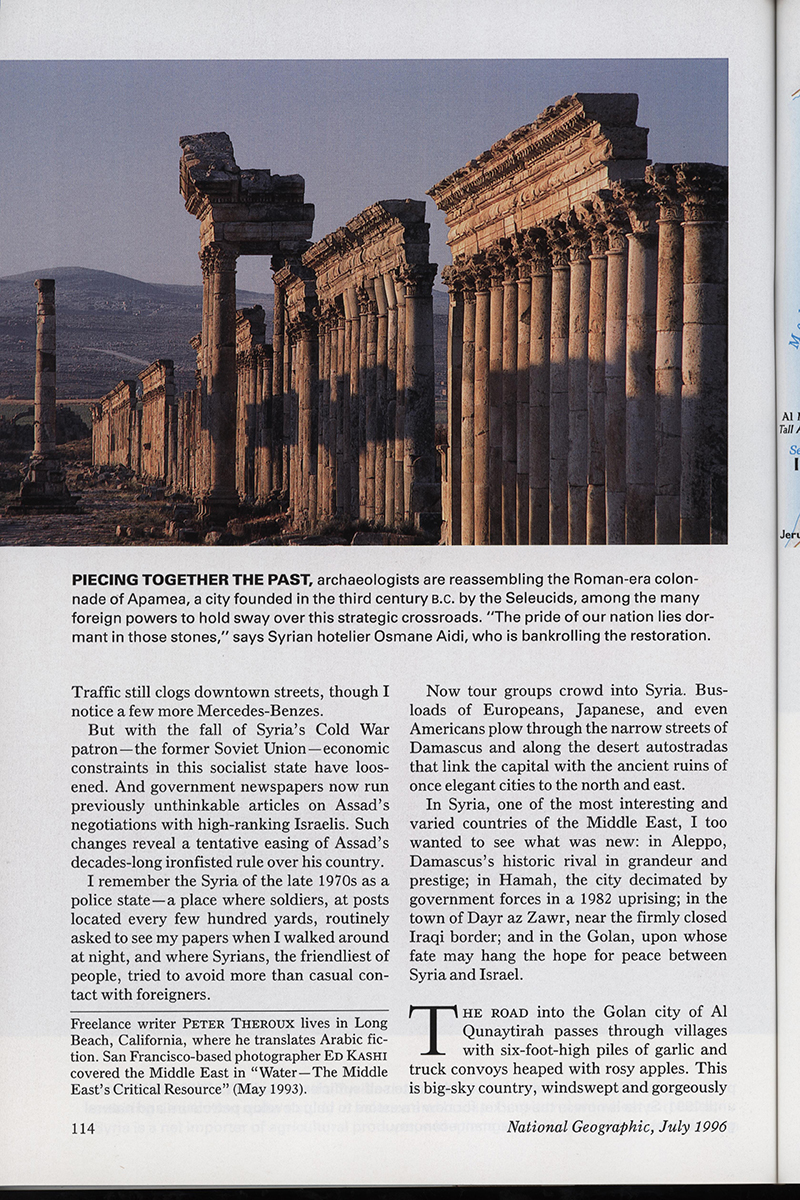 PIECING TOGETHER THE PAST, archaeologists are reassembling the Roman-era colon-
nade of Apamea, a city founded in the third century B.C. by the Seleucids, among the many
foreign powers to hold sway over this strategic crossroads. "The pride of our nation lies dor-
mant in those stones," says Syrian hotelier Osmane Aidi, who is bankrolling the restoration.
Traffic still clogs downtown streets, though I
notice a few more Mercedes-Benzes.
But with the fall of Syria's Cold War
patron—the former Soviet Union—economic
constraints in this socialist state have loos-
ened. And government newspapers now run
previously unthinkable articles on Assad's
negotiations with high-ranking Israelis. Such
changes reveal a tentative easing of Assad's
decades-long ironfisted rule over his country.
I remember the Syria of the late 1970s as a
police state—a place where soldiers, at posts
located every few hundred yards, routinely
asked to see my papers when I walked around
at night, and where Syrians, the friendliest of
people, tried to avoid more than casual con-
tact with foreigners.
Freelance writer PETER THEROUX lives in Long
Beach, California, where he translates Arabic fic-
tion. San Francisco-based photographer ED KASHI
covered the Middle East in "Water—The Middle
East's Critical Resource" (May 1993).
Now tour groups crowd into Syria. Bus-
loads of Europeans, Japanese, and even
Americans plow through the narrow streets of
Damascus and along the desert autostradas
that link the capital with the ancient ruins of
once elegant cities to the north and east.
In Syria, one of the most interesting and
varied countries of the Middle East, I too
wanted to see what was new: in Aleppo,
Damascus's historic rival in grandeur and
prestige; in Hamah, the city decimated by
government forces in a 1982 uprising; in the
town of Dayr az Zawr, near the firmly closed
Iraqi border; and in the Golan, upon whose
fate may hang the hope for peace between
Syria and Israel.
THE ROAD into the Golan city of Al
Qunaytirah passes through villages
with six-foot-high piles of garlic and
truck convoys heaped with rosy apples. This
is big-sky country, windswept and gorgeously
114
National Geographic, July 1996
Al
Tall
Se
Jeru